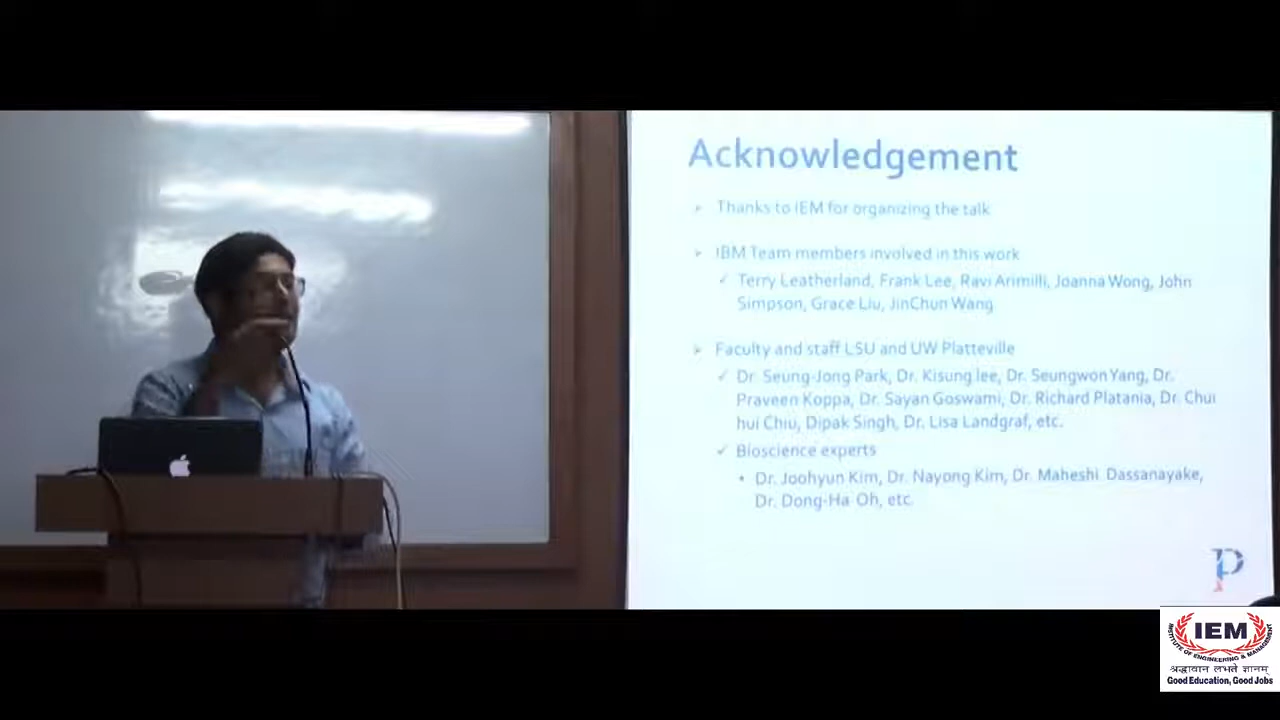 Acknowledgement
Thanks to IEM for organizing the talk
IBM Team members involved in this work
Terry Leatherland, Frank Lee, Ravi Arimilli, Joanna Wong, John
Simpson, Grace Liu, JinChun Wang
Faculty and staff LSU and UW Platteville
Dr. Seung-Jong Park, Dr. Kisung lee, Dr. Seungwon Yang, Dr.
Praveen Koppa, Dr. Sayan Goswami, Dr. Richard Platania, Dr. Chui
hui Chiu, Dipak Singh, Dr. Lisa Landgraf, etc.
Bioscience experts
Dr. Joohyun Kim, Dr. Nayong Kim, Dr. Maheshi Dassanayake,
Dr. Dong-Ha Oh, etc.
P
IEM
INSTITUTE OF ENGINEERING & MANAGEMENT
श्रद्धावान लभते ज्ञानम्
Good Education, Good Jobs